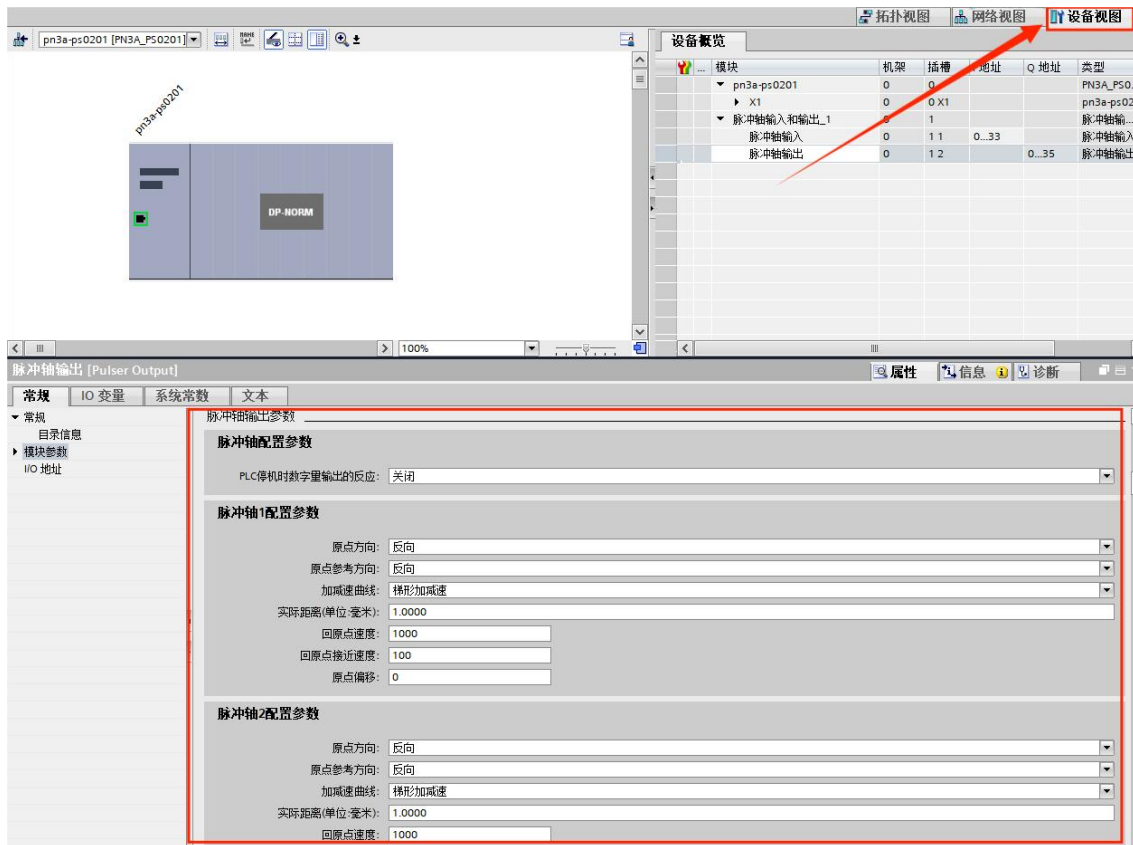 拓扑视图 网络视图 设备视图
pn3a-ps0201 [PN3A_PS0201]
设备概览
... 模块 机架 插槽 地址 Q 地址 类型
pn3a-ps0201 0 0 PN3A_PSO..
X1 0 0 X1 pn3a-ps02
脉冲轴输入和输出_1 0 1 脉冲轴输...
脉冲轴输入 0 1 1 0...33 脉冲轴输入
脉冲轴输出 0 1 2 0...35 脉冲轴输出
pn3a-ps0201
DP-NORM
100%
脉冲轴输出 [Pulser Output]
属性 信息 诊断
常规 IO 变量 系统常数 文本
常规
目录信息
模块参数
I/O 地址
脉冲轴输出参数
脉冲轴配置参数
PLC停机时数字量输出的反应: 关闭
脉冲轴1配置参数
原点方向: 反向
原点参考方向: 反向
加减速曲线: 梯形加减速
实际距离(单位:毫米): 1.0000
回原点速度: 1000
回原点接近速度: 100
原点偏移: 0
脉冲轴2配置参数
原点方向: 反向
原点参考方向: 反向
加减速曲线: 梯形加减速
实际距离(单位:毫米): 1.0000
回原点速度: 1000